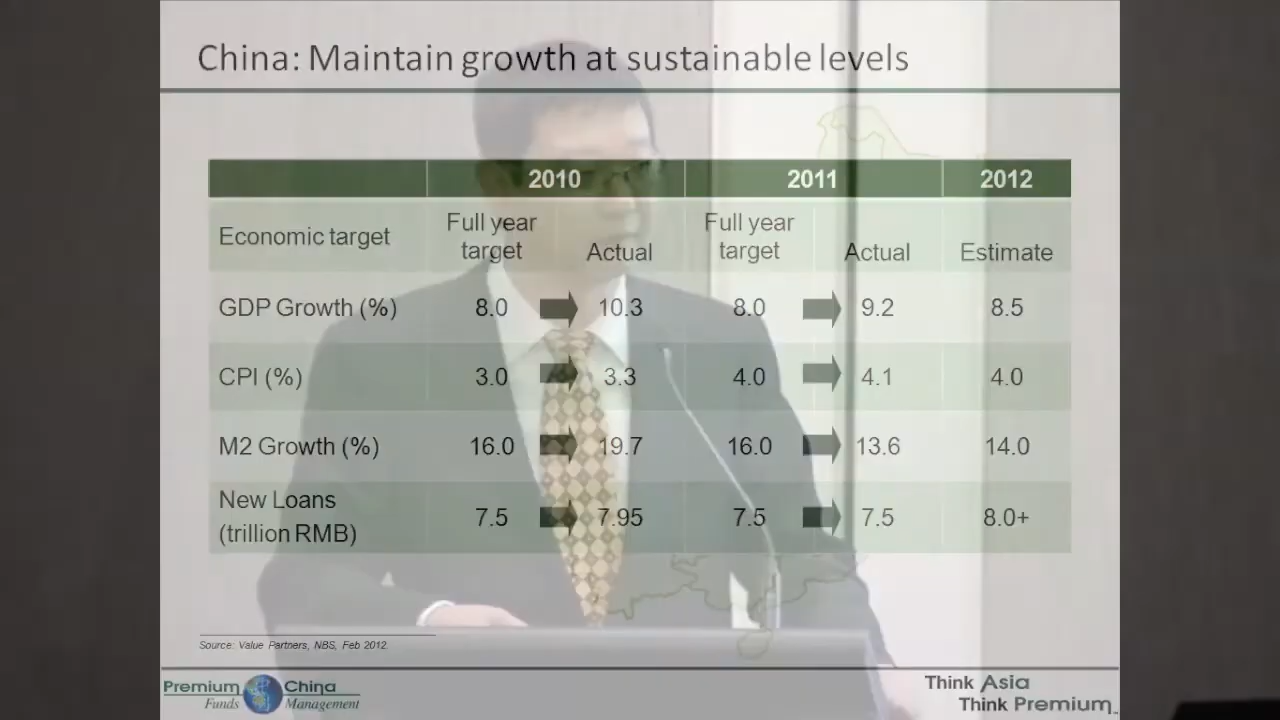 China: Maintain growth at sustainable levels
2010 2011 2012
Economic target Full year target Actual Full year target Actual Estimate
GDP Growth (%) 8.0 10.3 8.0 9.2 8.5
CPI (%) 3.0 3.3 4.0 4.1 4.0
M2 Growth (%) 16.0 19.7 16.0 13.6 14.0
New Loans
(trillion RMB) 7.5 7.95 7.5 7.5 8.0+
Source: Value Partners, NBS, Feb 2012.
Premium China
Funds Management
Think Asia
Think Premium